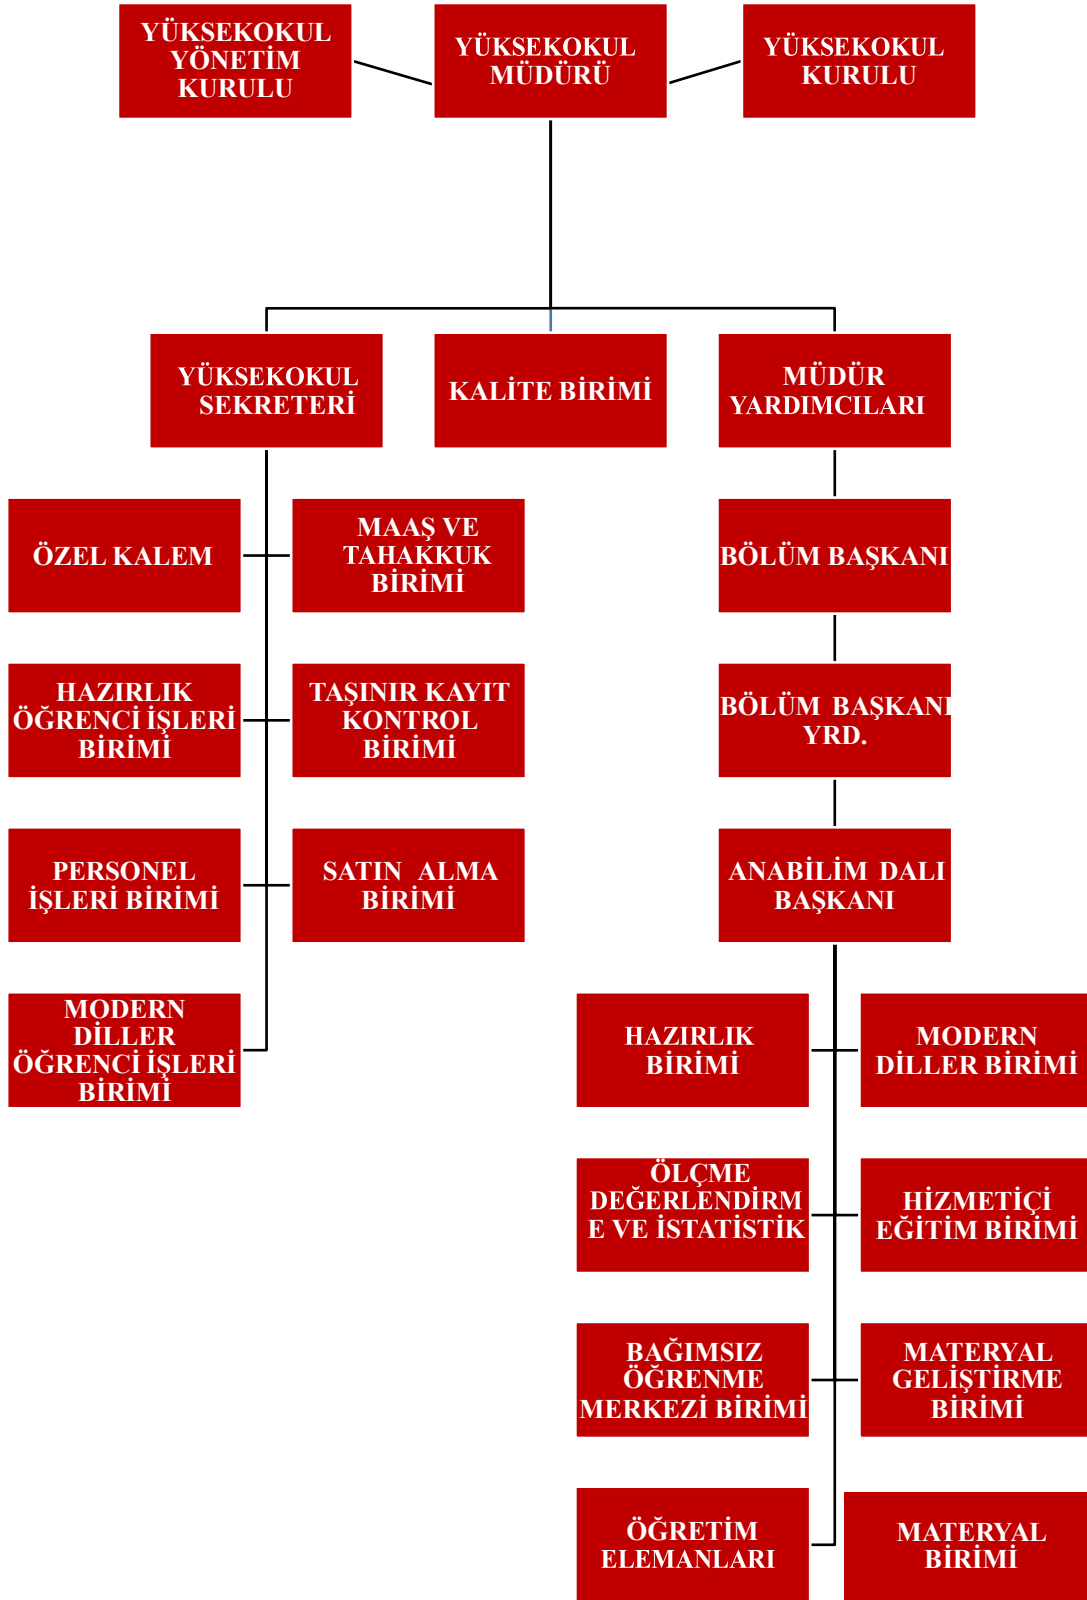 YÜKSEKOKUL
YÖNETİM
KURULU
YÜKSEKOKUL
MÜDÜRÜ
YÜKSEKOKUL
KURULU
YÜKSEKOKUL
SEKRETERİ
KALİTE BİRİMİ
MÜDÜR
YARDIMCILARI
ÖZEL KALEM
MAAŞ VE
TAHAKKUK
BİRİMİ
BÖLÜM BAŞKANI
HAZIRLIK
ÖĞRENCİ İŞLERİ
BİRİMİ
TAŞINIR KAYIT
KONTROL
BİRİMİ
BÖLÜM BAŞKANI
YRD.
PERSONEL
İŞLERİ BİRİMİ
SATIN ALMA
BİRİMİ
ANABİLİM DALI
BAŞKANI
MODERN
DİLLER
ÖĞRENCİ İŞLERİ
BİRİMİ
HAZIRLIK
BİRİMİ
MODERN
DİLLER BİRİMİ
ÖLÇME
DEĞERLENDİRM
E VE İSTATİSTİK
HİZMETİÇİ
EĞİTİM BİRİMİ
BAĞIMSIZ
ÖĞRENME
MERKEZİ BİRİMİ
MATERYAL
GELİŞTİRME
BİRİMİ
ÖĞRETİM
ELEMANLARI
MATERYAL
BİRİMİ